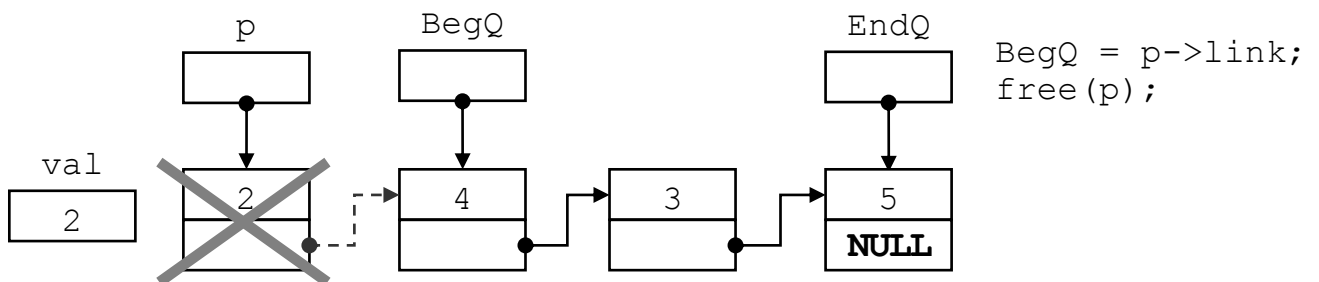 p
BegQ
EndQ
BegQ = p->link;
free(p);
val
2
2
4
3
5
NULL